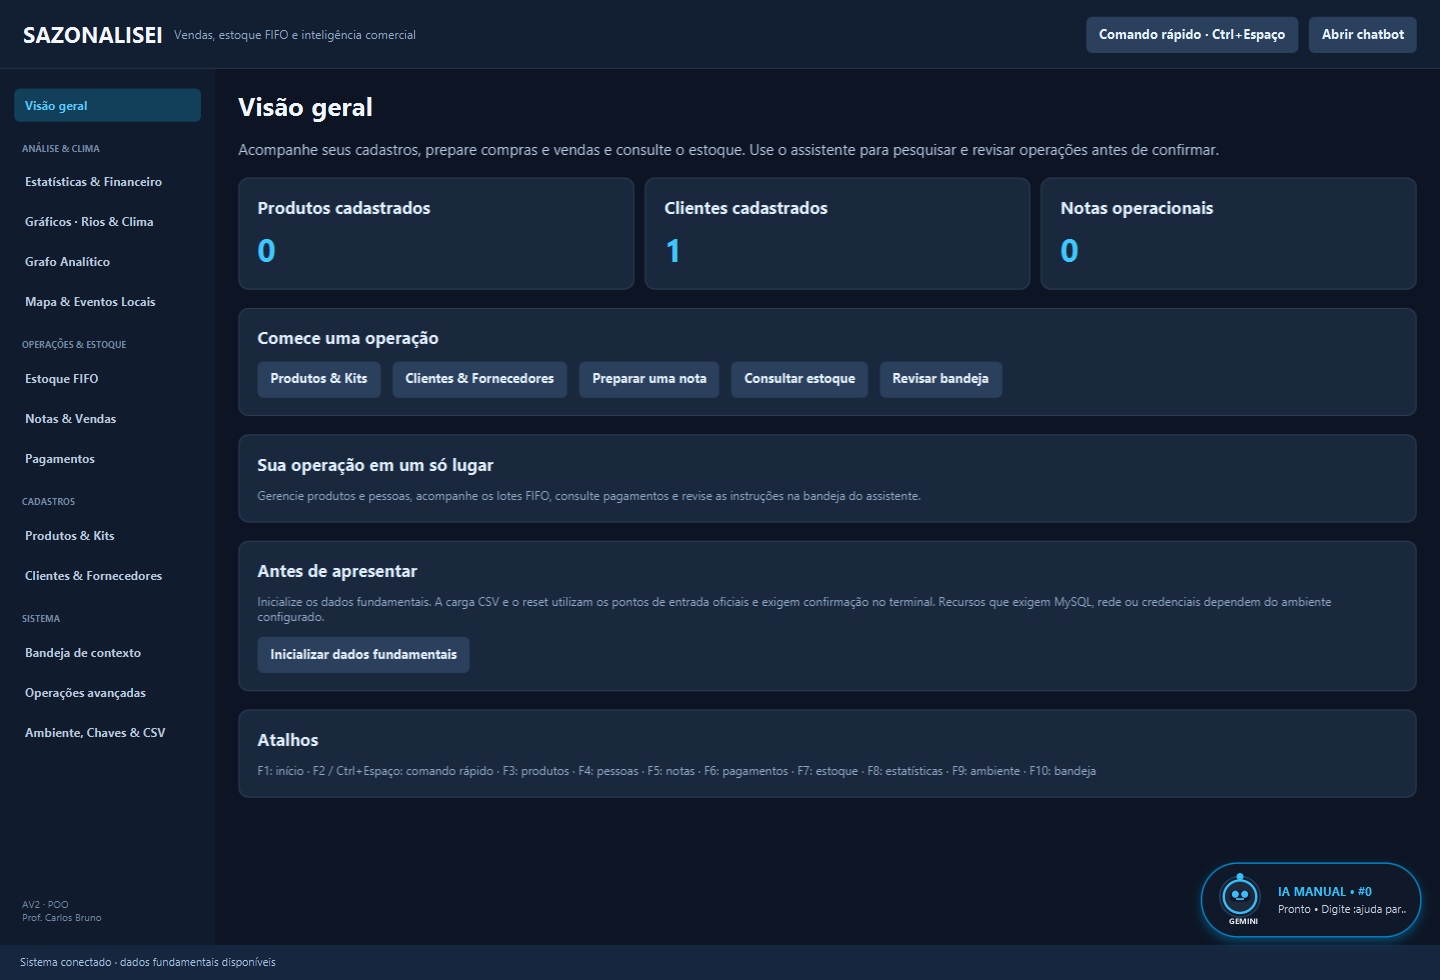 SAZONALISEI
Vendas, estoque FIFO e inteligência comercial
Comando rápido · Ctrl+Espaço
Abrir chatbot
Visão geral
ANÁLISE & CLIMA
Estatísticas & Financeiro
Gráficos · Rios & Clima
Grafo Analítico
Mapa & Eventos Locais
OPERAÇÕES & ESTOQUE
Estoque FIFO
Notas & Vendas
Pagamentos
CADASTROS
Produtos & Kits
Clientes & Fornecedores
SISTEMA
Bandeja de contexto
Operações avançadas
Ambiente, Chaves & CSV
AV2 · POO
Prof. Carlos Bruno
Visão geral
Acompanhe seus cadastros, prepare compras e vendas e consulte o estoque. Use o assistente para pesquisar e revisar operações antes de confirmar.
Produtos cadastrados
0
Clientes cadastrados
1
Notas operacionais
0
Comece uma operação
Produtos & Kits
Clientes & Fornecedores
Preparar uma nota
Consultar estoque
Revisar bandeja
Sua operação em um só lugar
Gerencie produtos e pessoas, acompanhe os lotes FIFO, consulte pagamentos e revise as instruções na bandeja do assistente.
Antes de apresentar
Inicialize os dados fundamentais. A carga CSV e o reset utilizam os pontos de entrada oficiais e exigem confirmação no terminal. Recursos que exigem MySQL, rede ou credenciais dependem do ambiente
configurado.
Inicializar dados fundamentais
Atalhos
F1: início · F2 / Ctrl+Espaço: comando rápido · F3: produtos · F4: pessoas · F5: notas · F6: pagamentos · F7: estoque · F8: estatísticas · F9: ambiente · F10: bandeja
GEMINI
IA MANUAL • #0
Pronto • Digite :ajuda par..
Sistema conectado · dados fundamentais disponíveis